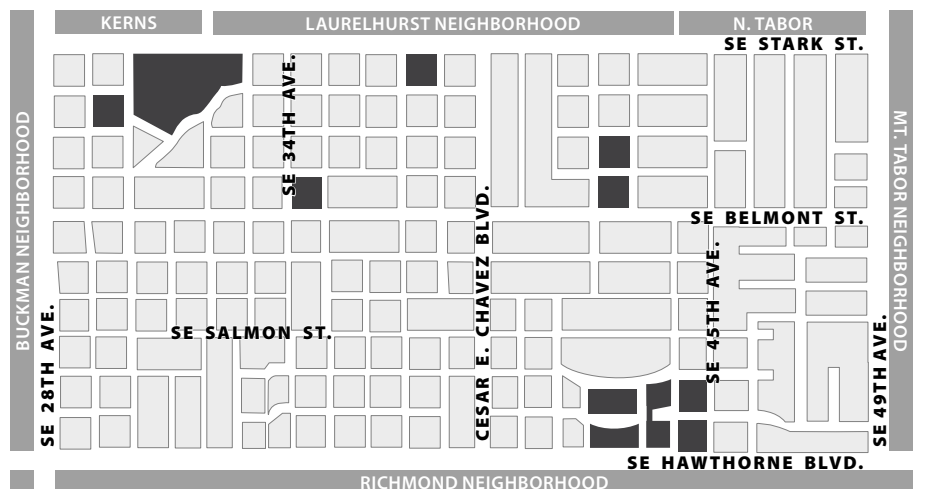 KERNS
LAURELHURST NEIGHBORHOOD
N. TABOR
SE STARK ST.
BUCKMAN NEIGHBORHOOD
SE 34TH AVE.
MT. TABOR NEIGHBORHOOD
SE BELMONT ST.
CESAR E. CHAVEZ BLVD.
SE 45TH AVE.
SE 28TH AVE.
SE SALMON ST.
SE 49TH AVE.
SE HAWTHORNE BLVD.
RICHMOND NEIGHBORHOOD